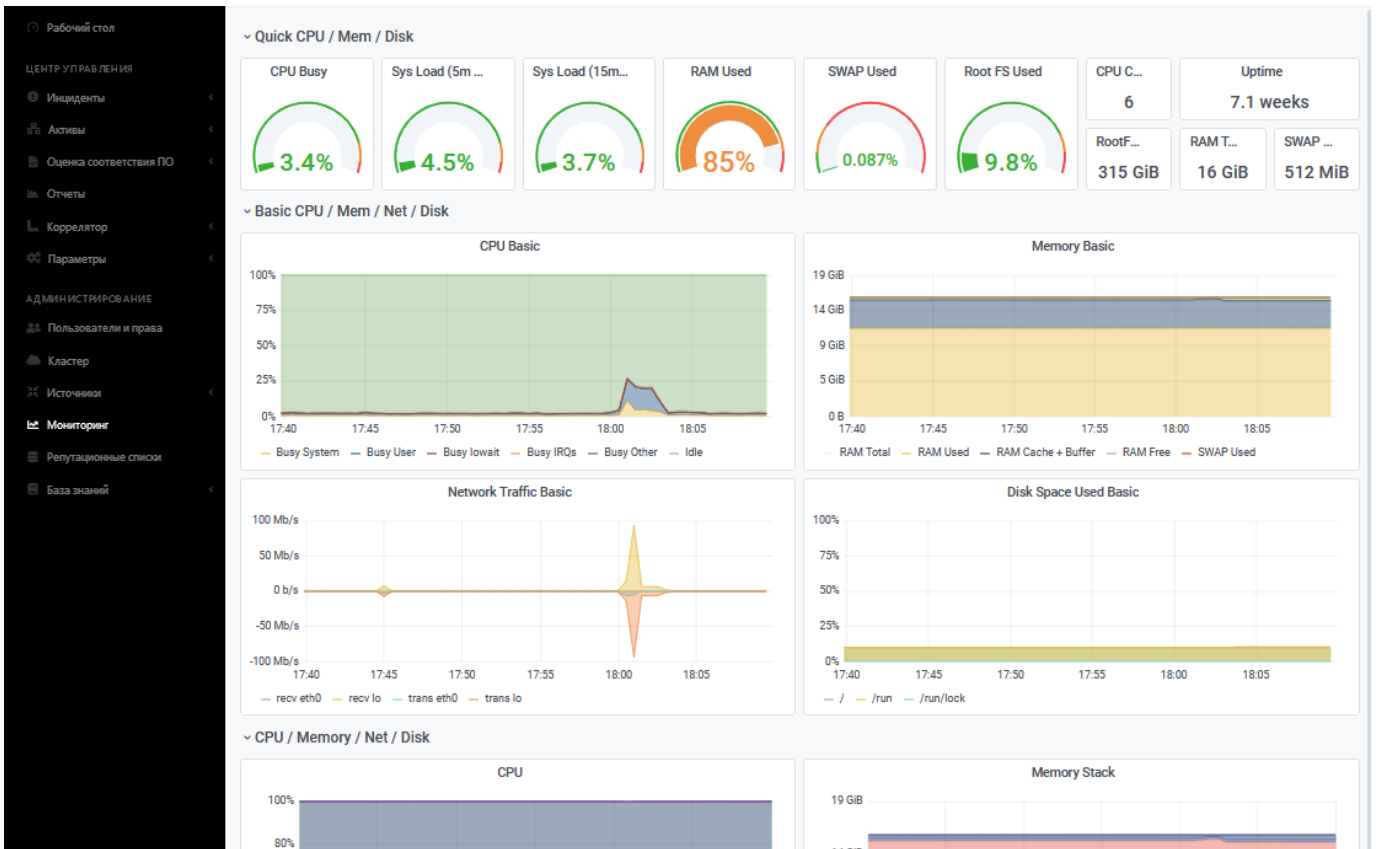 Рабочий стол
ЦЕНТР УПРАВЛЕНИЯ
Инциденты
Активы
Оценка соответствия ПО
Отчеты
Коррелятор
Параметры
АДМИНИСТРИРОВАНИЕ
Пользователи и права
Кластер
Источники
Мониторинг
Репутационные списки
База знаний
Quick CPU / Mem / Disk
CPU Busy
3.4%
Sys Load (5m ...
4.5%
Sys Load (15m...
3.7%
RAM Used
85%
SWAP Used
0.087%
Root FS Used
9.8%
CPU C...
6
Uptime
7.1 weeks
RootF...
315 GiB
RAM T...
16 GiB
SWAP ...
512 MiB
Basic CPU / Mem / Net / Disk
CPU Basic
100%
75%
50%
25%
0%
17:40 17:45 17:50 17:55 18:00 18:05
Busy System Busy User Busy Iowait Busy IRQs Busy Other Idle
Memory Basic
19 GiB
14 GiB
9 GiB
5 GiB
0 B
17:40 17:45 17:50 17:55 18:00 18:05
RAM Total RAM Used RAM Cache + Buffer RAM Free SWAP Used
Network Traffic Basic
100 Mb/s
50 Mb/s
0 b/s
-50 Mb/s
-100 Mb/s
17:40 17:45 17:50 17:55 18:00 18:05
recv eth0 recv lo trans eth0 trans lo
Disk Space Used Basic
100%
75%
50%
25%
0%
17:40 17:45 17:50 17:55 18:00 18:05
/ /run /run/lock
CPU / Memory / Net / Disk
CPU
100%
80%
Memory Stack
19 GiB